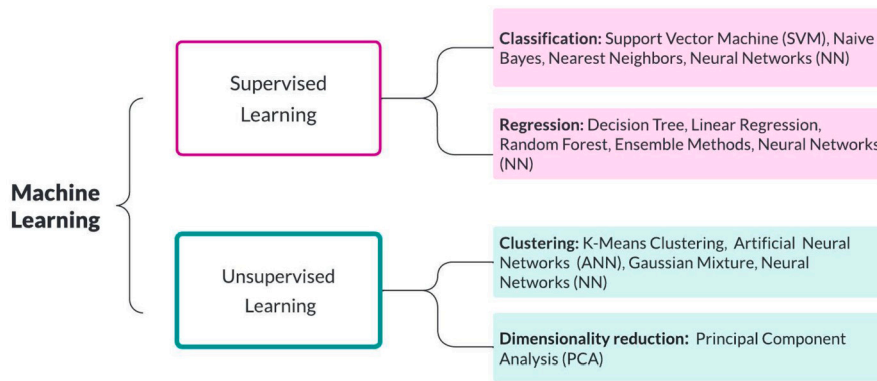 Machine
Learning
Supervised
Learning
Classification: Support Vector Machine (SVM), Naive
Bayes, Nearest Neighbors, Neural Networks (NN)
Regression: Decision Tree, Linear Regression,
Random Forest, Ensemble Methods, Neural Networks
(NN)
Unsupervised
Learning
Clustering: K-Means Clustering, Artificial Neural
Networks (ANN), Gaussian Mixture, Neural
Networks (NN)
Dimensionality reduction: Principal Component
Analysis (PCA)